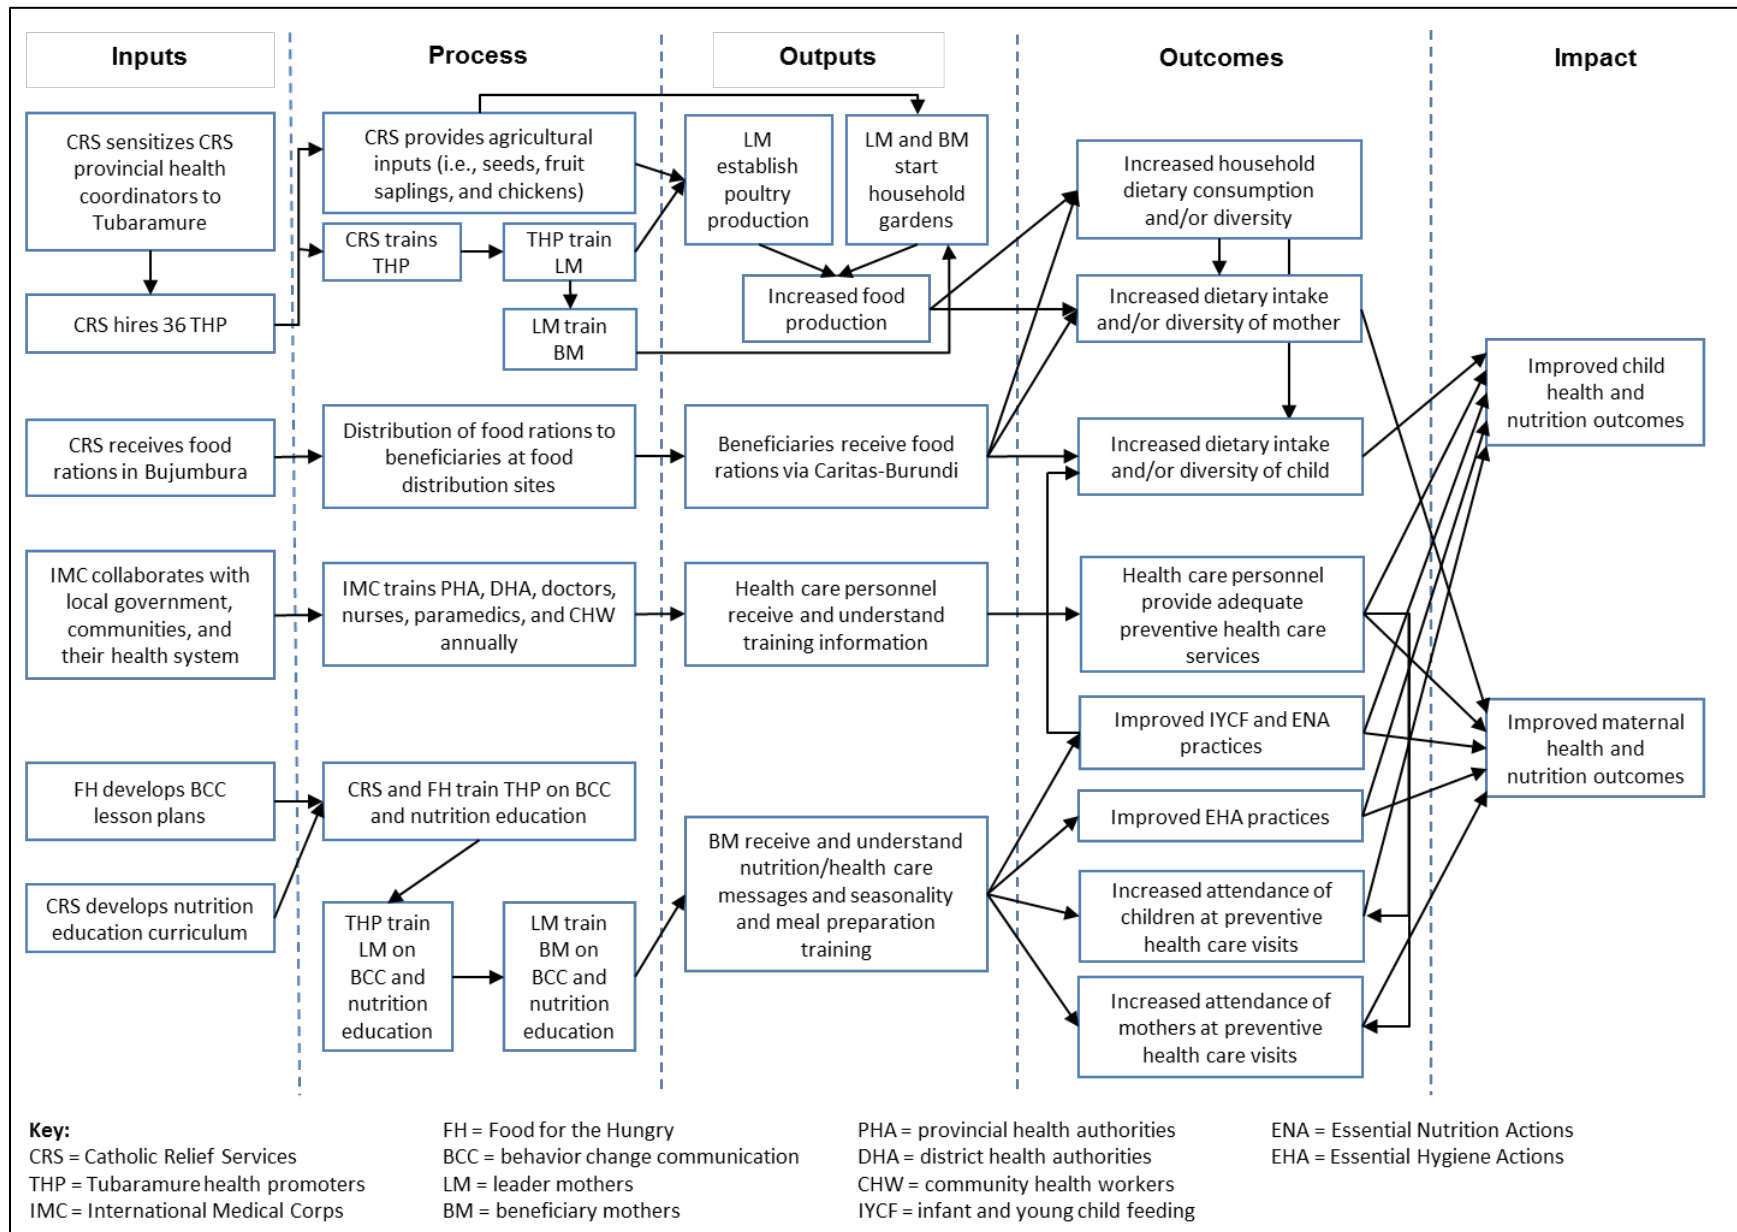 Inputs
Process
Outputs
Outcomes
Impact
CRS sensitizes CRS
provincial health
coordinators to
Tubaramure
CRS hires 36 THP
CRS provides agricultural
inputs (i.e., seeds, fruit
saplings, and chickens)
CRS trains
THP
THP train
LM
LM train
BM
LM
establish
poultry
production
LM and BM
start
household
gardens
Increased food
production
Increased household
dietary consumption
and/or diversity
Increased dietary intake
and/or diversity of mother
Improved child
health and
nutrition outcomes
CRS receives food
rations in Bujumbura
Distribution of food rations to
beneficiaries at food
distribution sites
Beneficiaries receive food
rations via Caritas-Burundi
Increased dietary intake
and/or diversity of child
IMC collaborates with
local government,
communities, and
their health system
IMC trains PHA, DHA, doctors,
nurses, paramedics, and CHW
annually
Health care personnel
receive and understand
training information
Health care personnel
provide adequate
preventive health care
services
Improved IYCF and ENA
practices
Improved maternal
health and
nutrition outcomes
FH develops BCC
lesson plans
CRS and FH train THP on BCC
and nutrition education
CRS develops nutrition
education curriculum
THP train
LM on
BCC and
nutrition
education
LM train
BM on
BCC and
nutrition
education
BM receive and understand
nutrition/health care
messages and seasonality
and meal preparation
training
Improved EHA practices
Increased attendance of
children at preventive
health care visits
Increased attendance of
mothers at preventive
health care visits
Key:
CRS = Catholic Relief Services
THP = Tubaramure health promoters
IMC = International Medical Corps
FH = Food for the Hungry
BCC = behavior change communication
LM = leader mothers
BM = beneficiary mothers
PHA = provincial health authorities
DHA = district health authorities
CHW = community health workers
IYCF = infant and young child feeding
ENA = Essential Nutrition Actions
EHA = Essential Hygiene Actions